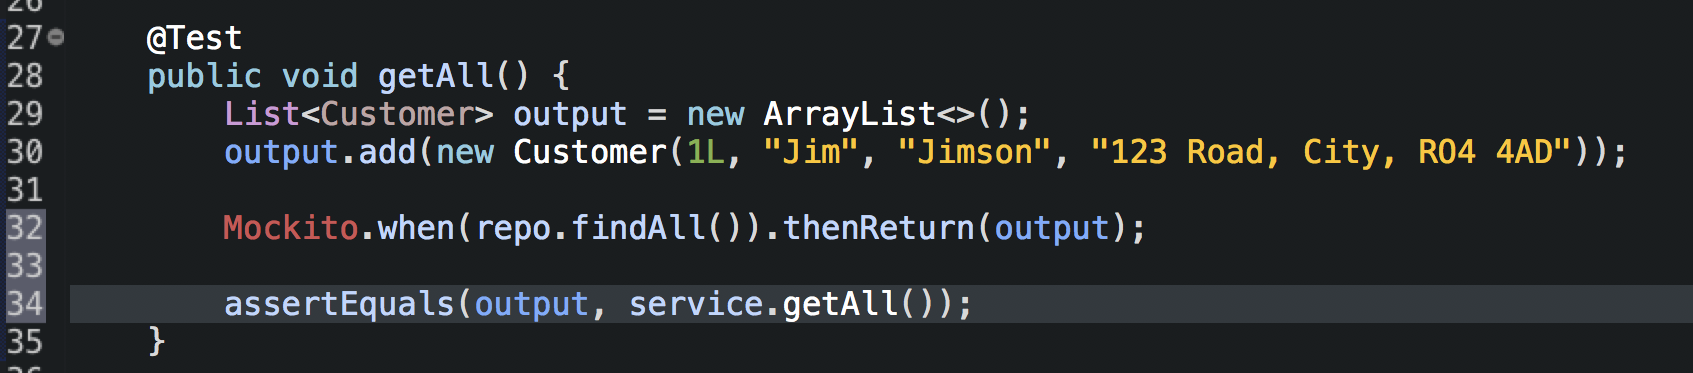 26
27 @Test
28 public void getAll() {
29 List<Customer> output = new ArrayList<>();
30 output.add(new Customer(1L, "Jim", "Jimson", "123 Road, City, RO4 4AD"));
31
32 Mockito.when(repo.findAll()).thenReturn(output);
33
34 assertEquals(output, service.getAll());
35 }
36